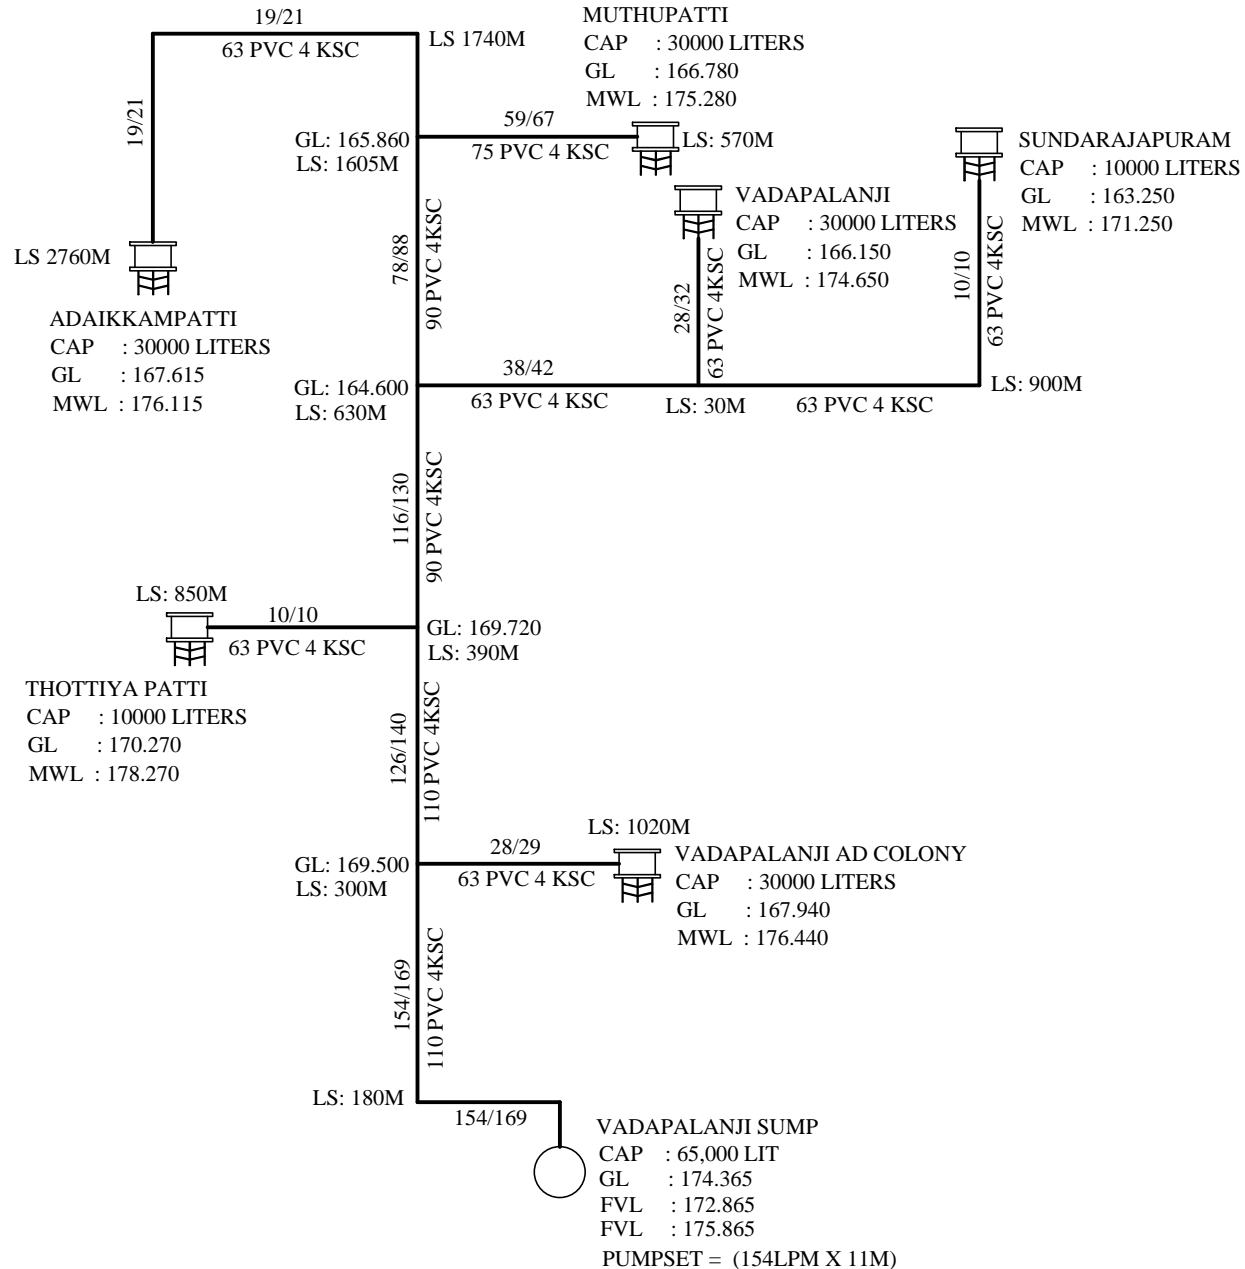 19/21
63 PVC 4 KSC
LS 1740M
19/21
LS 2760M
ADAIKKAMPATTI
CAP : 30000 LITERS
GL : 167.615
MWL : 176.115
MUTHUPATTI
CAP : 30000 LITERS
GL : 166.780
MWL : 175.280
59/67
75 PVC 4 KSC
LS: 570M
GL: 165.860
LS: 1605M
78/88
90 PVC 4KSC
VADAPALANJI
CAP : 30000 LITERS
GL : 166.150
MWL : 174.650
28/32
63 PVC 4KSC
SUNDARAJAPURAM
CAP : 10000 LITERS
GL : 163.250
MWL : 171.250
10/10
63 PVC 4KSC
GL: 164.600
LS: 630M
38/42
63 PVC 4 KSC
LS: 30M
63 PVC 4 KSC
LS: 900M
116/130
90 PVC 4KSC
LS: 850M
10/10
63 PVC 4 KSC
GL: 169.720
LS: 390M
THOTTIYA PATTI
CAP : 10000 LITERS
GL : 170.270
MWL : 178.270
126/140
110 PVC 4KSC
GL: 169.500
LS: 300M
28/29
63 PVC 4 KSC
LS: 1020M
VADAPALANJI AD COLONY
CAP : 30000 LITERS
GL : 167.940
MWL : 176.440
154/169
110 PVC 4KSC
LS: 180M
154/169
VADAPALANJI SUMP
CAP : 65,000 LIT
GL : 174.365
FVL : 172.865
FVL : 175.865
PUMPSET = (154LPM X 11M)